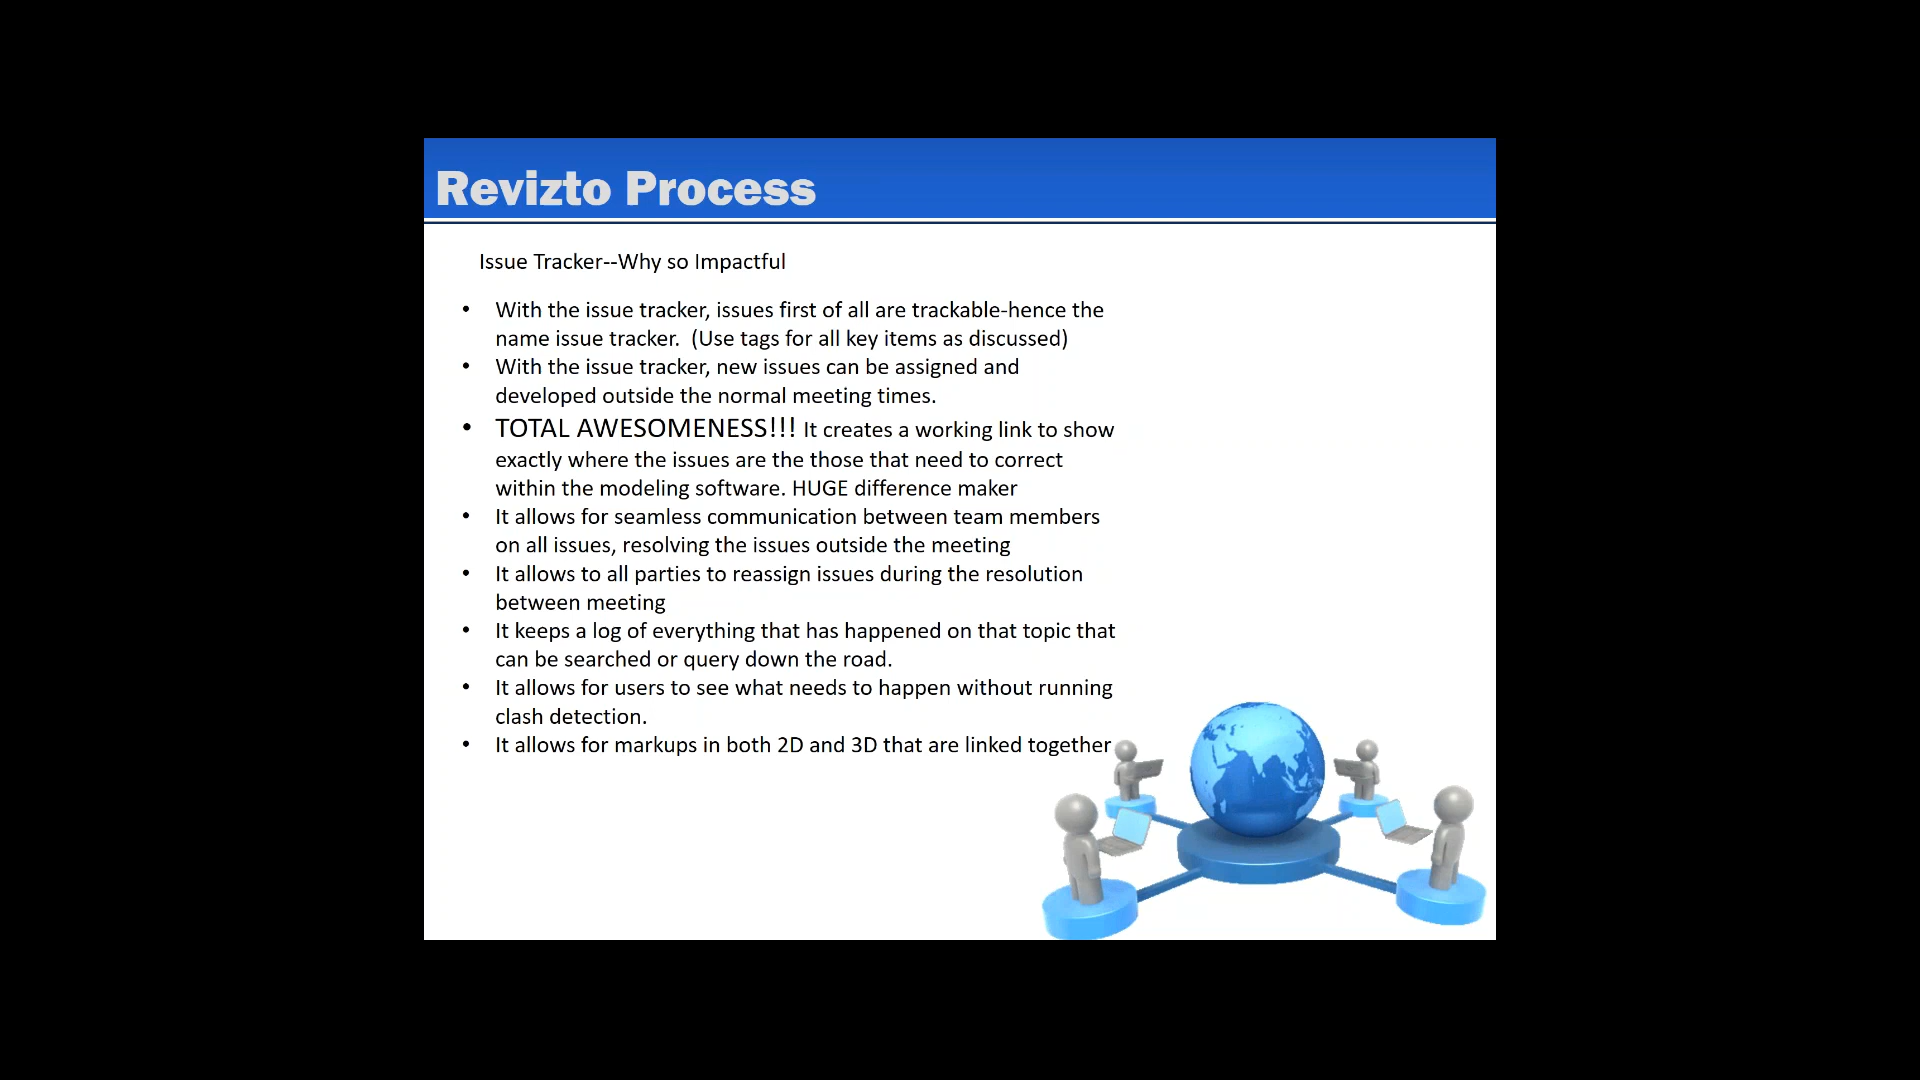 Revizto Process
Issue Tracker--Why so Impactful
• With the issue tracker, issues first of all are trackable-hence the
name issue tracker.  (Use tags for all key items as discussed)
• With the issue tracker, new issues can be assigned and
developed outside the normal meeting times.
• TOTAL AWESOMENESS!!! It creates a working link to show
exactly where the issues are the those that need to correct
within the modeling software. HUGE difference maker
• It allows for seamless communication between team members
on all issues, resolving the issues outside the meeting
• It allows to all parties to reassign issues during the resolution
between meeting
• It keeps a log of everything that has happened on that topic that
can be searched or query down the road.
• It allows for users to see what needs to happen without running
clash detection.
• It allows for markups in both 2D and 3D that are linked together